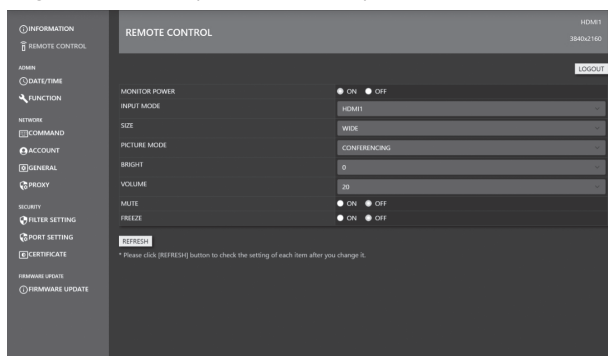 INFORMATION
REMOTE CONTROL
ADMIN
DATE/TIME
FUNCTION
NETWORK
COMMAND
ACCOUNT
GENERAL
PROXY
SECURITY
FILTER SETTING
PORT SETTING
CERTIFICATE
FIRMWARE UPDATE
FIRMWARE UPDATE
REMOTE CONTROL
HDMI1
3840x2160
LOGOUT
MONITOR POWER ON OFF
INPUT MODE HDMI1
SIZE WIDE
PICTURE MODE CONFERENCING
BRIGHT 0
VOLUME 20
MUTE ON OFF
FREEZE ON OFF
REFRESH
* Please click [REFRESH] button to check the setting of each item after you change it.